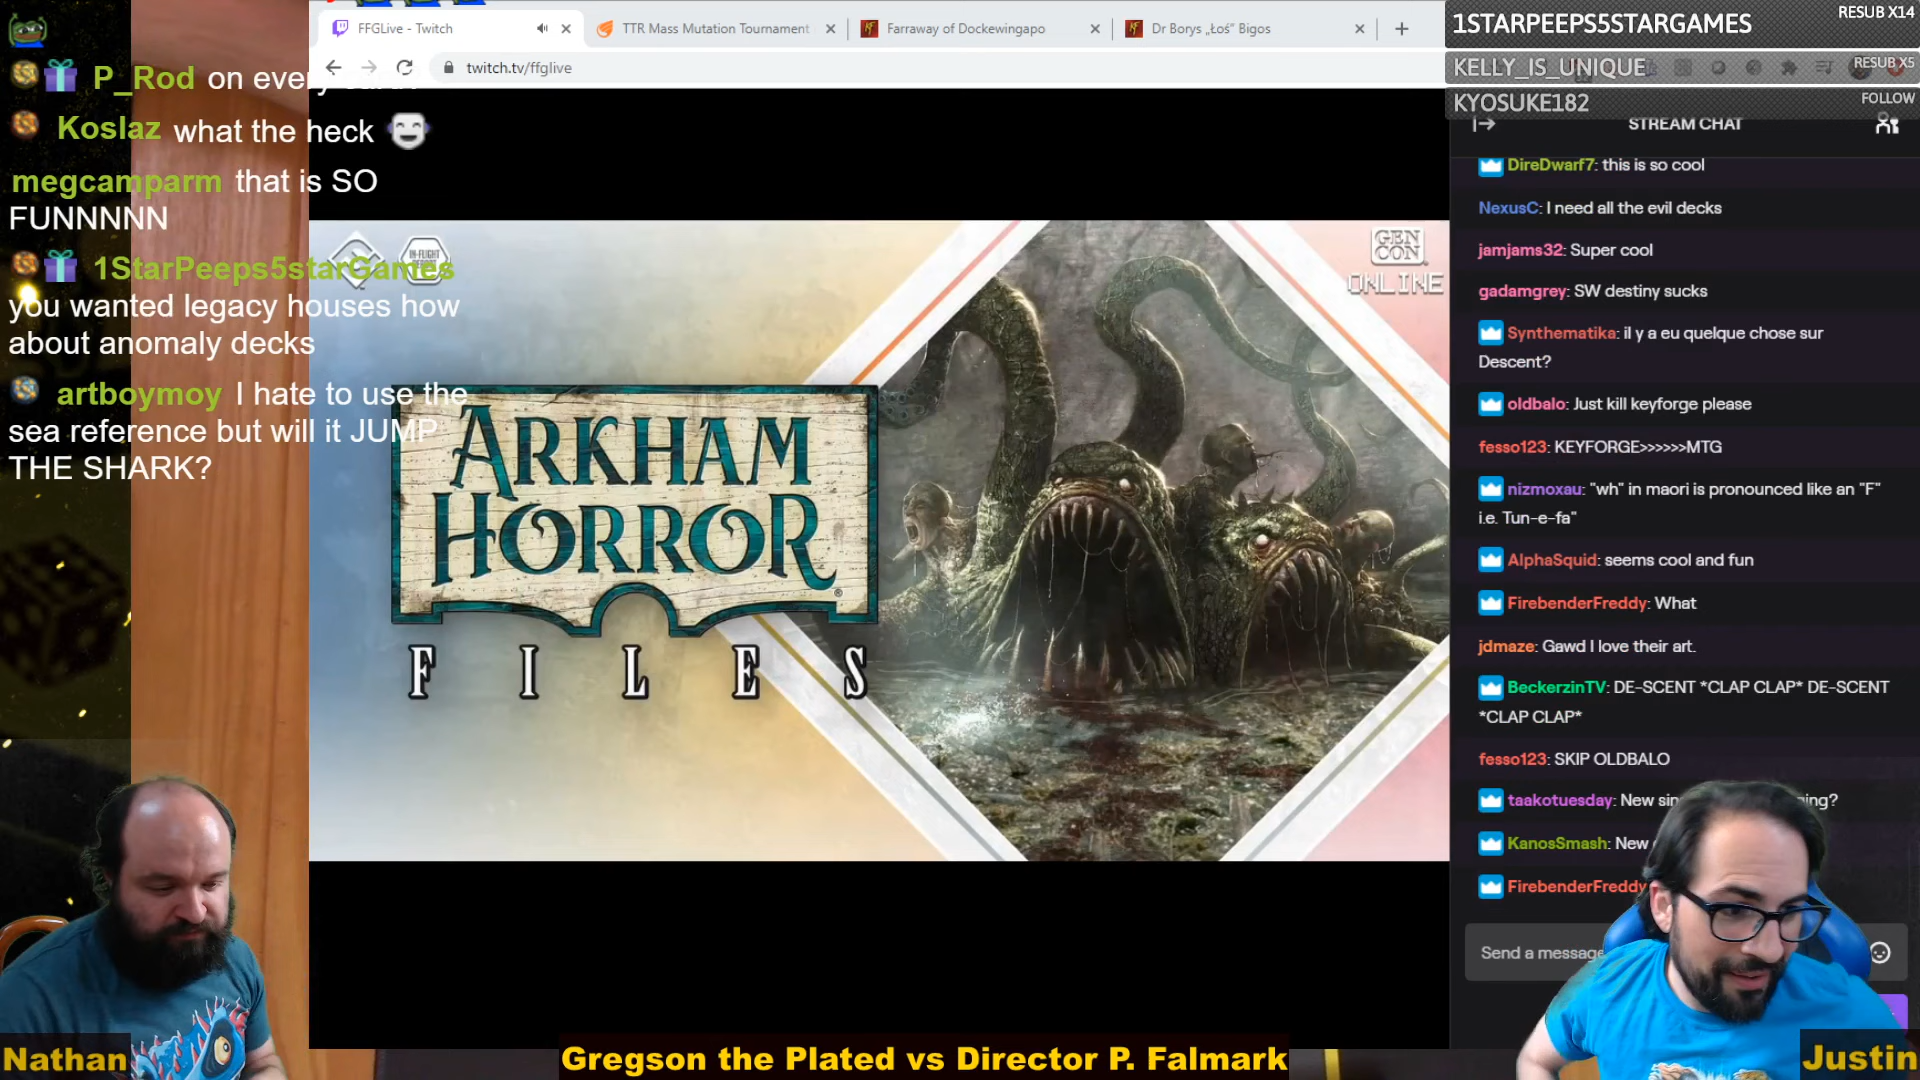 FFGLive - Twitch
TTR Mass Mutation Tournament
Farraway of Dockewingapo
Dr Borys „Łoś” Bigos
twitch.tv/ffglive
1STARPEEPS5STARGAMES
RESUB X14
KELLY_IS_UNIQUE
RESUB X5
KYOSUKE182
FOLLOW
P_Rod on every
Koslaz what the heck
megcamparm that is SO
FUNNNNN
1StarPeeps5starGames
you wanted legacy houses how
about anomaly decks
artboymoy I hate to use the
sea reference but will it JUMP
THE SHARK?
IN-FLIGHT
GEN
CON
ONLINE
ARKHAM
HORROR
®
FILES
STREAM CHAT
DireDwarf7: this is so cool
NexusC: I need all the evil decks
jamjams32: Super cool
gadamgrey: SW destiny sucks
Synthematika: il y a eu quelque chose sur
Descent?
oldbalo: Just kill keyforge please
fesso123: KEYFORGE>>>>>>MTG
nizmoxau: "wh" in maori is pronounced like an "F"
i.e. Tun-e-fa"
AlphaSquid: seems cool and fun
FirebenderFreddy: What
jdmaze: Gawd I love their art.
BeckerzinTV: DE-SCENT *CLAP CLAP* DE-SCENT
*CLAP CLAP*
fesso123: SKIP OLDBALO
taakotuesday: New
KanosSmash: New
FirebenderFreddy
Send a message
Nathan
Gregson the Plated vs Director P. Falmark
Justin